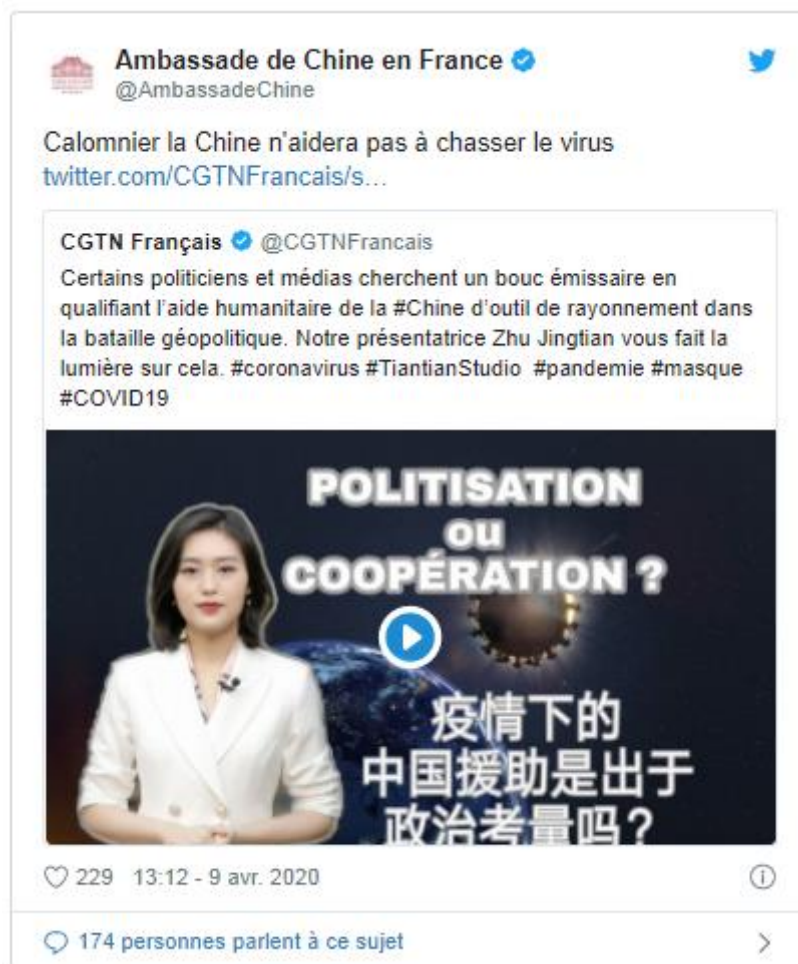 Ambassade de Chine en France
@AmbassadeChine
Calomnier la Chine n'aidera pas à chasser le virus
twitter.com/CGTNFrancais/s…
CGTN Français @CGTNFrancais
Certains politiciens et médias cherchent un bouc émissaire en
qualifiant l'aide humanitaire de la #Chine d'outil de rayonnement dans
la bataille géopolitique. Notre présentatrice Zhu Jingtian vous fait la
lumière sur cela. #coronavirus #TiantianStudio #pandemie #masque
#COVID19
POLITISATION
ou
COOPÉRATION ?
疫情下的
中国援助是出于
政治考量吗?
229 13:12 - 9 avr. 2020
174 personnes parlent à ce sujet